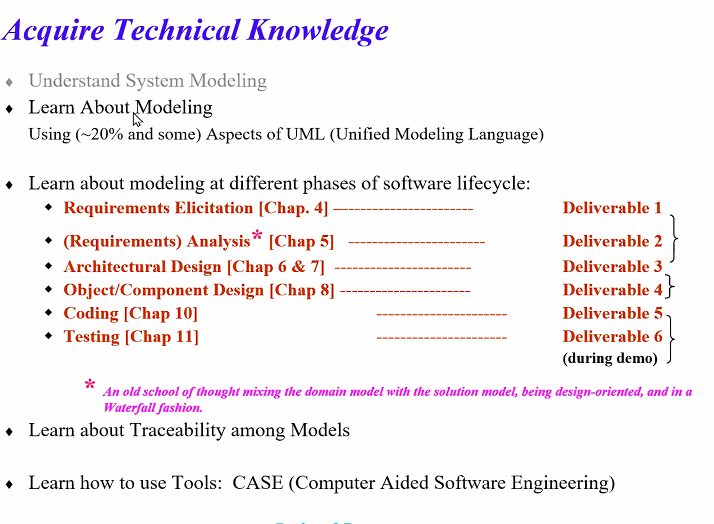 Acquire Technical Knowledge
Understand System Modeling
Learn About Modeling
Using (~20% and some) Aspects of UML (Unified Modeling Language)
Learn about modeling at different phases of software lifecycle:
Requirements Elicitation [Chap. 4] ------------------------ Deliverable 1
(Requirements) Analysis* [Chap 5] ----------------------- Deliverable 2
Architectural Design [Chap 6 & 7] ----------------------- Deliverable 3
Object/Component Design [Chap 8] ---------------------- Deliverable 4
Coding [Chap 10] ---------------------- Deliverable 5
Testing [Chap 11] ---------------------- Deliverable 6
(during demo)
* An old school of thought mixing the domain model with the solution model, being design-oriented, and in a
Waterfall fashion.
Learn about Traceability among Models
Learn how to use Tools: CASE (Computer Aided Software Engineering)